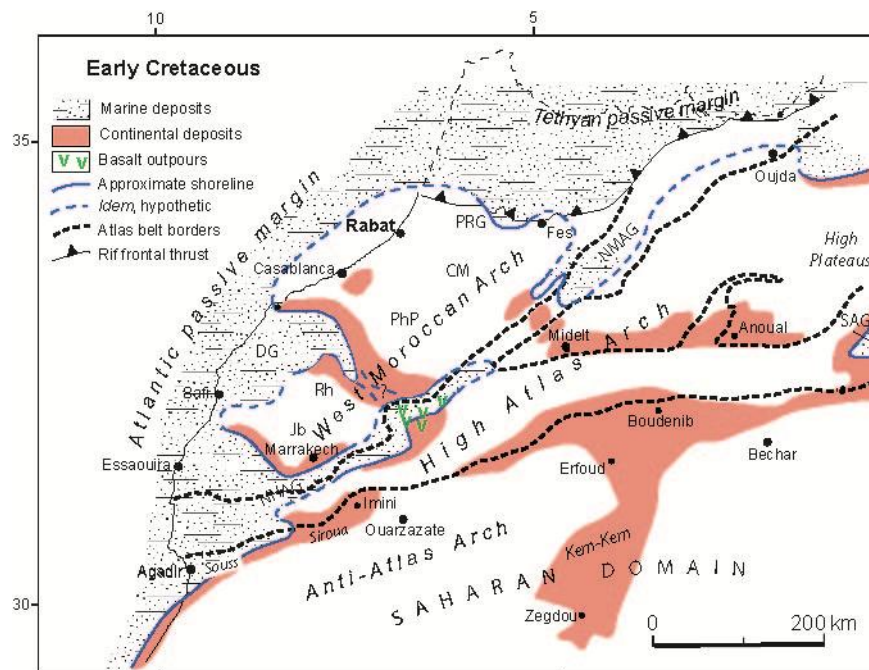 10
5
35
30
Early Cretaceous
Marine deposits
Continental deposits
V V Basalt outpours
Approximate shoreline
Idem, hypothetic
Atlas belt borders
Rif frontal thrust
Tethyan passive margin
Atlantic passive margin
Oujda
Rabat
PRG
Fes
NMAG
High
Plateaus
Casablanca
CM
West Moroccan Arch
PhP
Midelt
Anoual
SAG
DG
High Atlas Arch
Safi
Rh
?
V V V
V V
Jb
Marrakech
Boudenib
Essaouira
Bechar
Erfoud
NHAG
Imini
Siroua
Ouarzazate
Kem-Kem
Agadir
Souss
Anti-Atlas Arch
SAHARAN DOMAIN
Zegdou
0 200 km